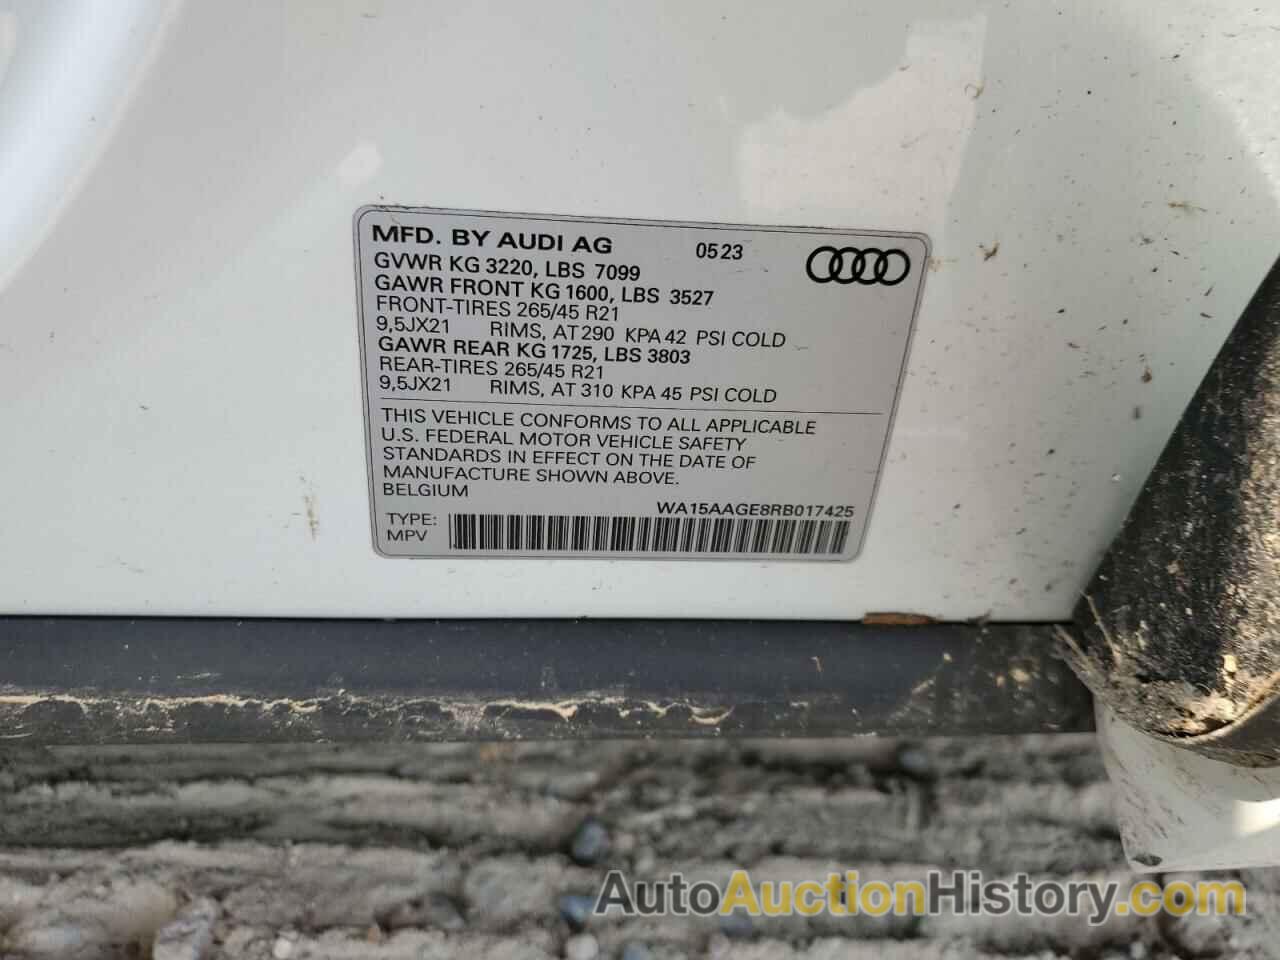 MFD. BY AUDI AG 0523
GVWR KG 3220, LBS 7099
GAWR FRONT KG 1600, LBS 3527
FRONT-TIRES 265/45 R21
9,5JX21 RIMS, AT 290 KPA 42 PSI COLD
GAWR REAR KG 1725, LBS 3803
REAR-TIRES 265/45 R21
9,5JX21 RIMS, AT 310 KPA 45 PSI COLD
THIS VEHICLE CONFORMS TO ALL APPLICABLE
U.S. FEDERAL MOTOR VEHICLE SAFETY
STANDARDS IN EFFECT ON THE DATE OF
MANUFACTURE SHOWN ABOVE.
BELGIUM WA15AAGE8RB017425
TYPE:
MPV
AutoAuctionHistory.com